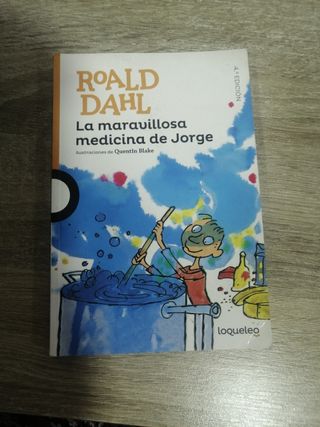 ROALD
DAHL
4.ª EDICIÓN
La maravillosa
medicina de Jorge
Ilustraciones de Quentin Blake
loqueleo